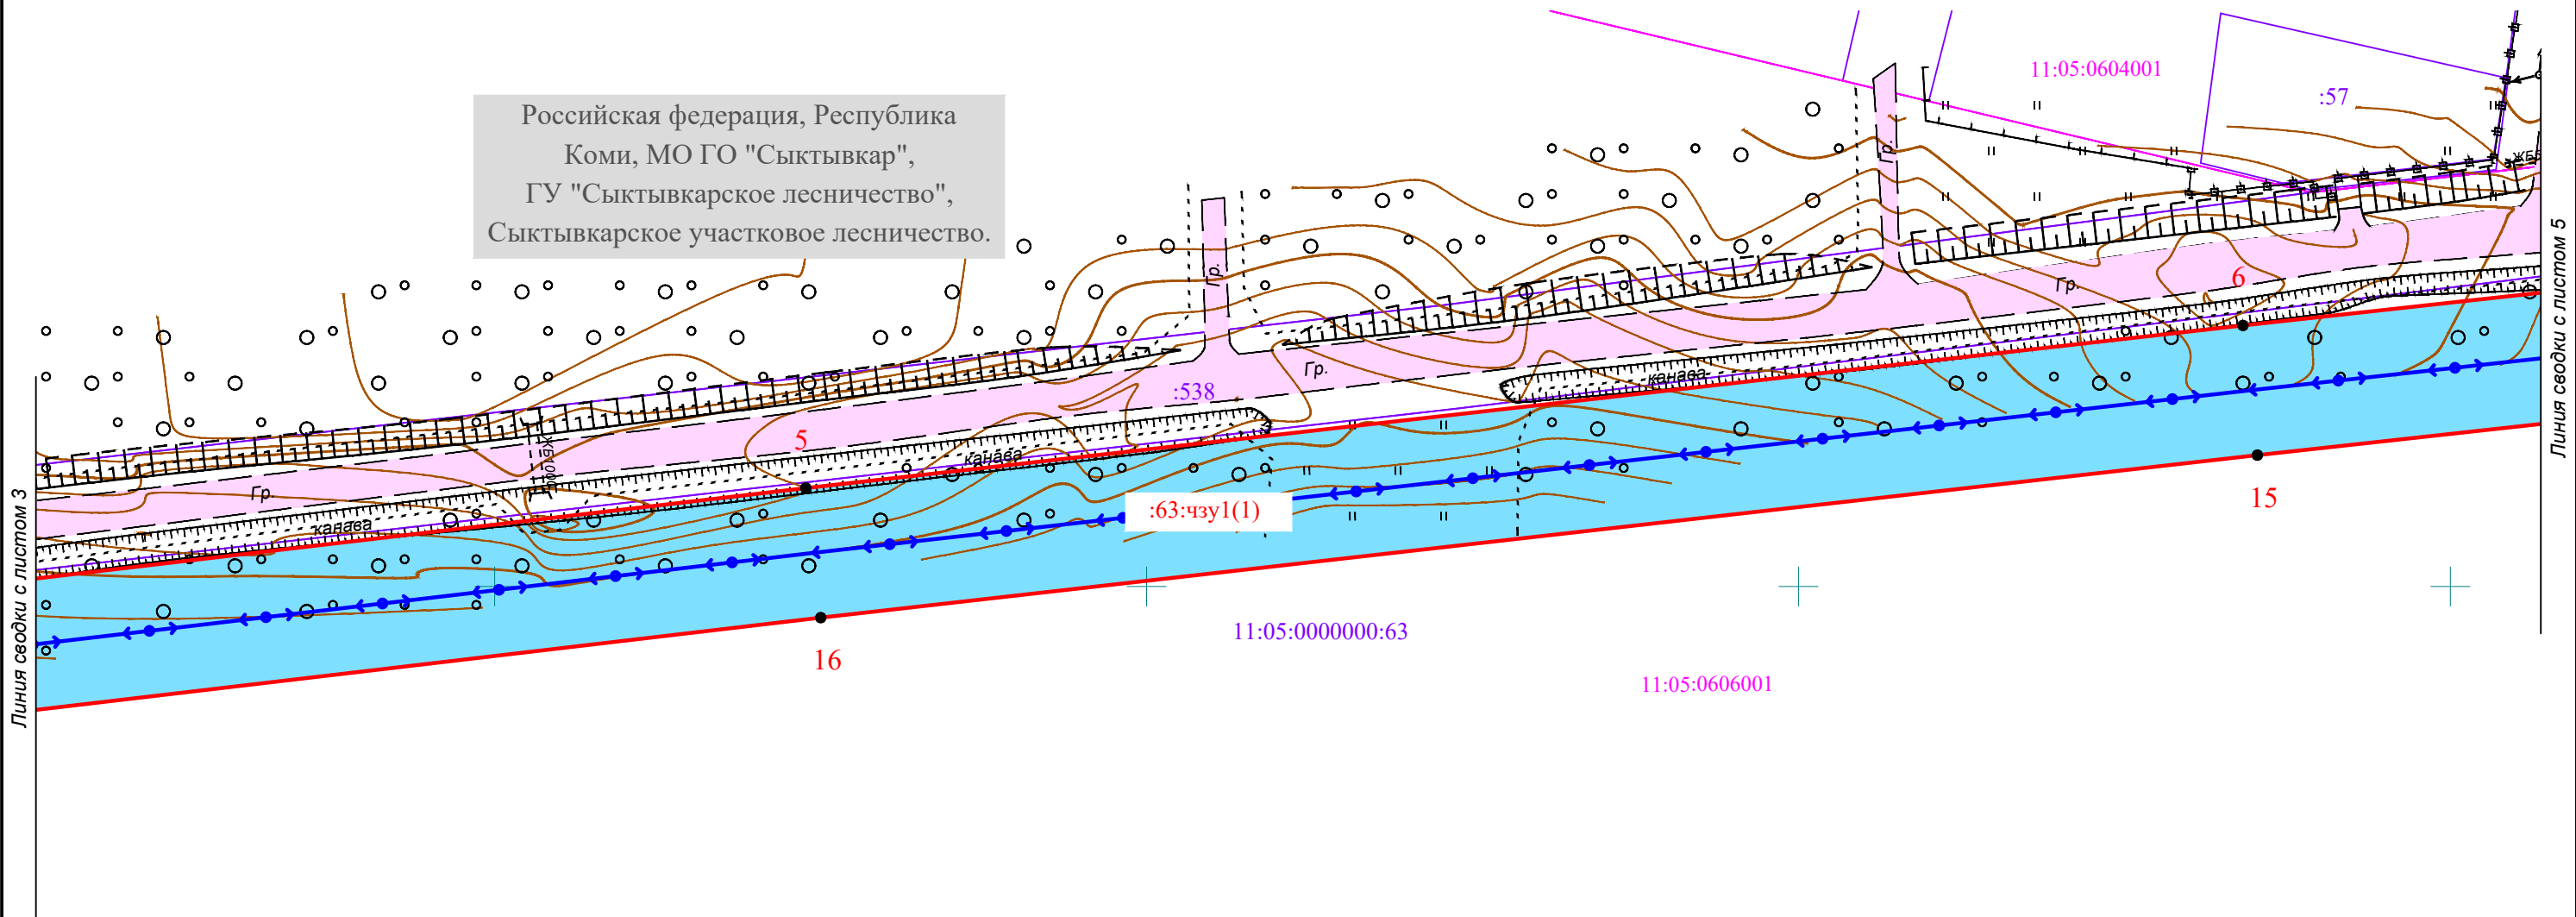 11:05:0604001
:57
Российская федерация, Республика
Коми, МО ГО "Сыктывкар",
ГУ "Сыктывкарское лесничество",
Сыктывкарское участковое лесничество.
Гр.
Гр.
Гр.
6
Гр.
канава
:538
5
канава
Гр.
канава
:63:чзу1(1)
15
16
11:05:0000000:63
11:05:0606001
Линия сводки с листом 3
Линия сводки с листом 5